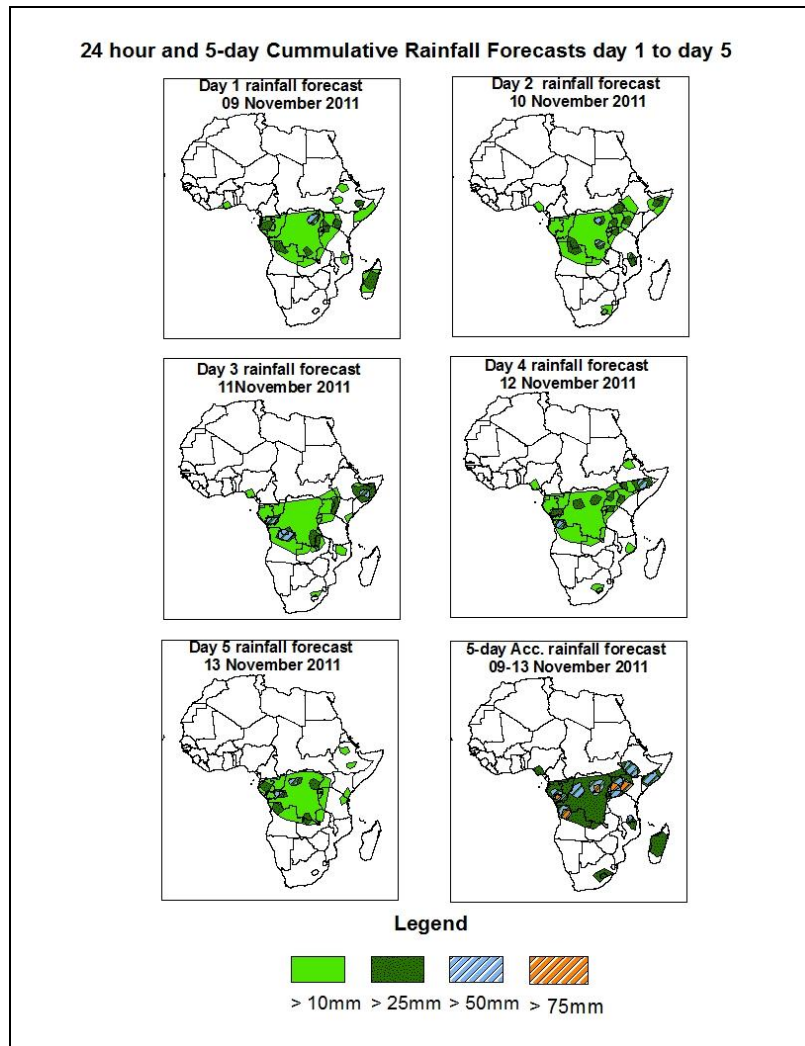 24 hour and 5-day Cummulative Rainfall Forecasts day 1 to day 5
Day 1 rainfall forecast
09 November 2011
Day 2  rainfall forecast
10 November 2011
Day 3 rainfall forecast
11November 2011
Day 4 rainfall forecast
12 November 2011
Day 5 rainfall forecast
13 November 2011
5-day Acc. rainfall forecast
09-13 November 2011
Legend
> 10mm > 25mm > 50mm > 75mm